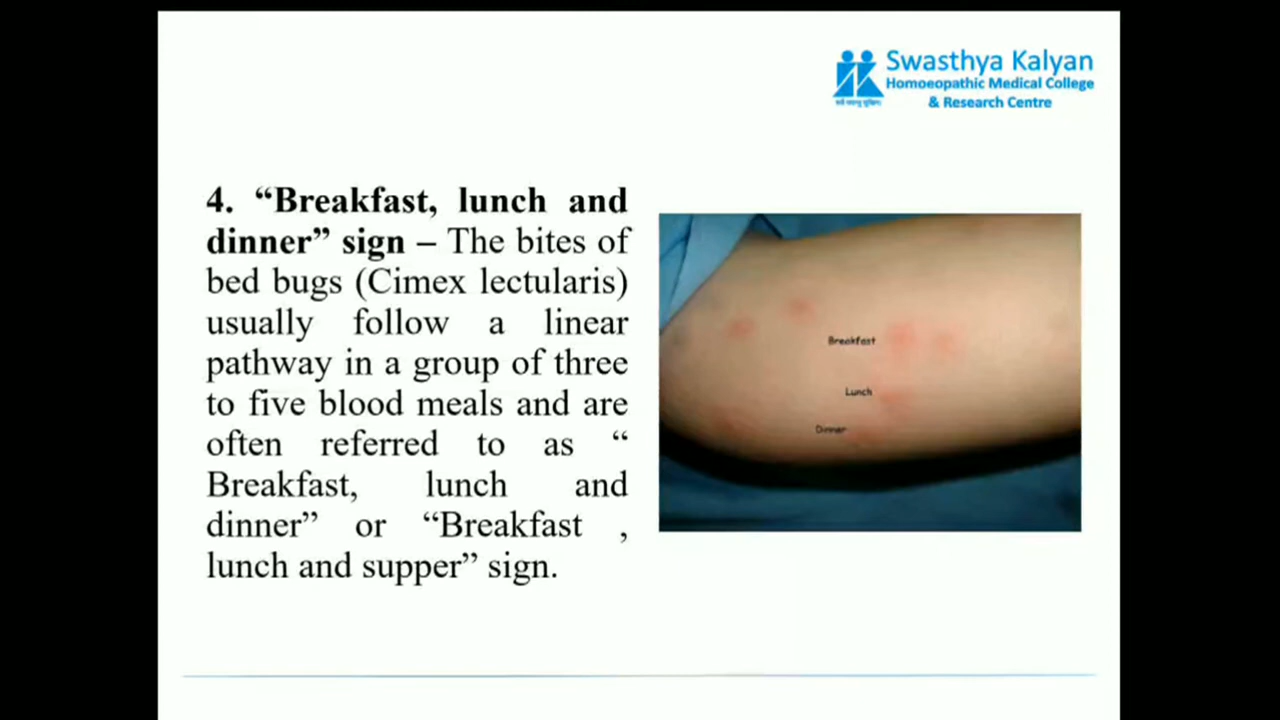 Swasthya Kalyan
Homoeopathic Medical College
& Research Centre
4. “Breakfast, lunch and
dinner” sign – The bites of
bed bugs (Cimex lectularis)
usually follow a linear
pathway in a group of three
to five blood meals and are
often referred to as “
Breakfast, lunch and
dinner” or “Breakfast ,
lunch and supper” sign.
Breakfast
Lunch
Dinner